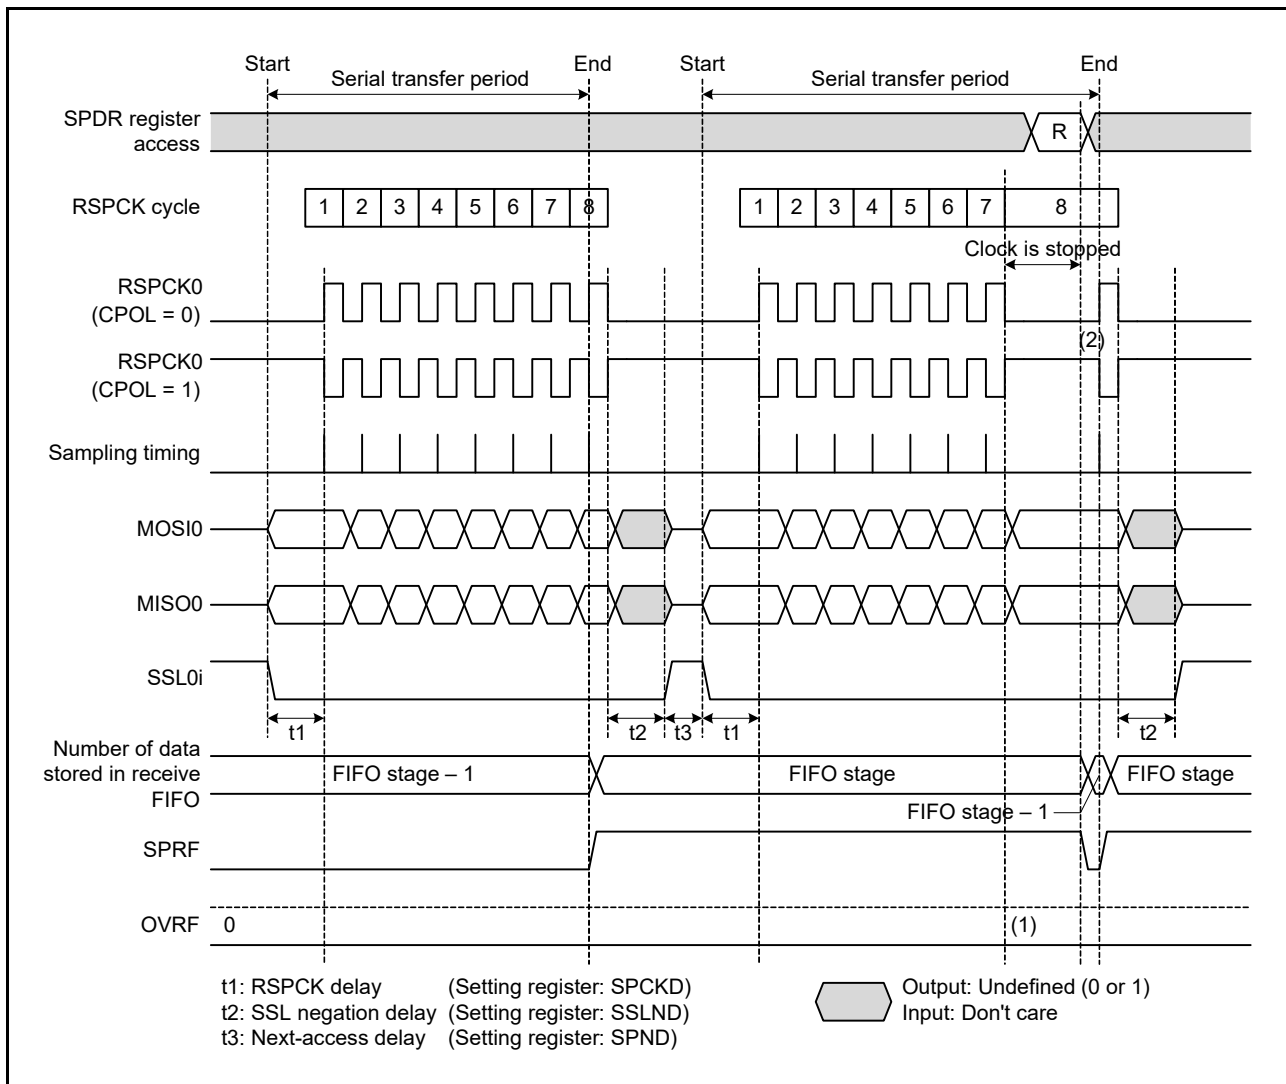 Start End Start End
Serial transfer period Serial transfer period
SPDR register
access
R
RSPCK cycle 1 2 3 4 5 6 7 8 1 2 3 4 5 6 7 8
Clock is stopped
RSPCK0
(CPOL = 0)
(2)
RSPCK0
(CPOL = 1)
Sampling timing
MOSI0
MISO0
SSL0i
t1 t2 t3 t1 t2
Number of data
stored in receive
FIFO
FIFO stage – 1 FIFO stage FIFO stage
FIFO stage – 1
SPRF
OVRF 0 (1)
t1: RSPCK delay (Setting register: SPCKD)
t2: SSL negation delay (Setting register: SSLND)
t3: Next-access delay (Setting register: SPND)
Output: Undefined (0 or 1)
Input: Don't care